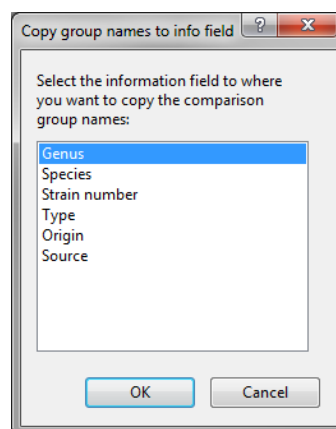 Copy group names to info field
Select the information field to where
you want to copy the comparison
group names:
Genus
Species
Strain number
Type
Origin
Source
OK Cancel